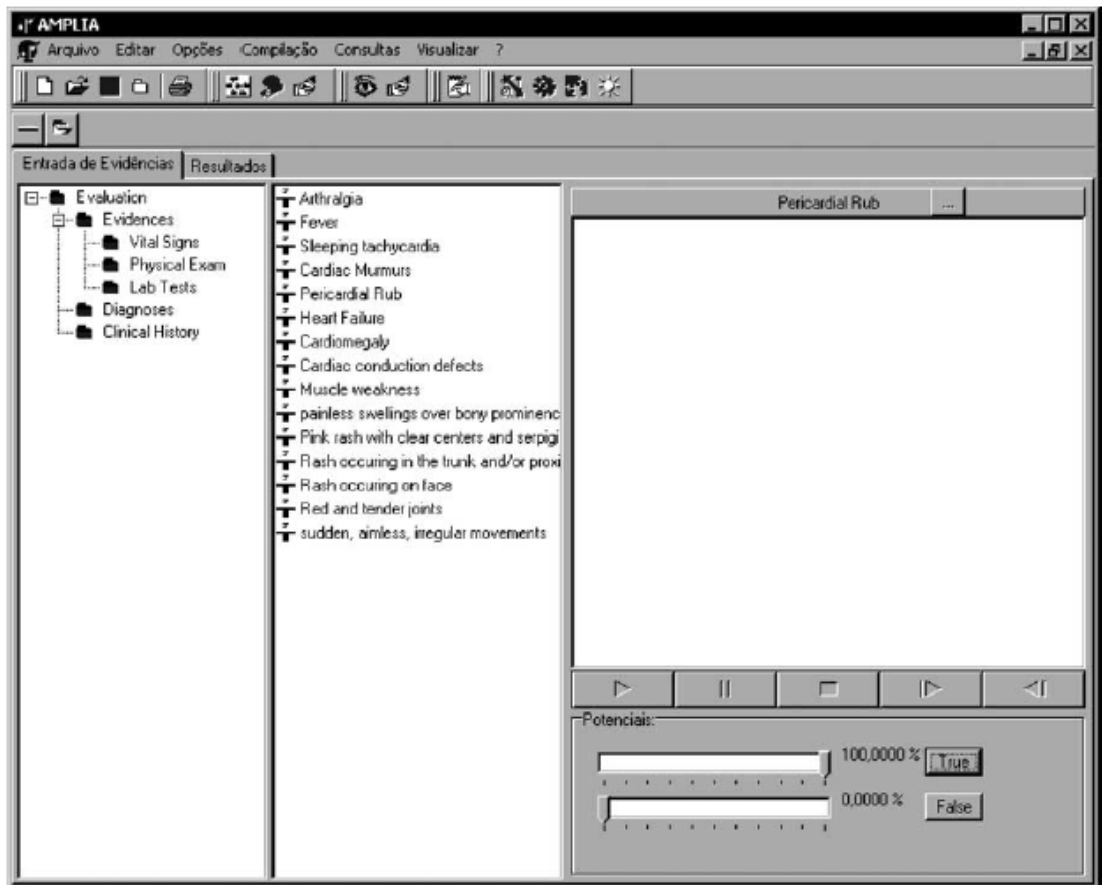 AMPLIA
Arquivo Editar Opções Compilação Consultas Visualizar ?
Entrada de Evidências Resultados
Evaluation
Evidences
Vital Signs
Physical Exam
Lab Tests
Diagnoses
Clinical History
Arthralgia
Fever
Sleeping tachycardia
Cardiac Murmurs
Pericardial Rub
Heart Failure
Cardiomegaly
Cardiac conduction defects
Muscle weakness
painless swellings over bony prominenc
Pink rash with clear centers and serpigi
Rash occuring in the trunk and/or proxi
Rash occuring on face
Red and tender joints
sudden, aimless, irregular movements
Pericardial Rub ...
Potenciais:
100,0000 % True
0,0000 % False